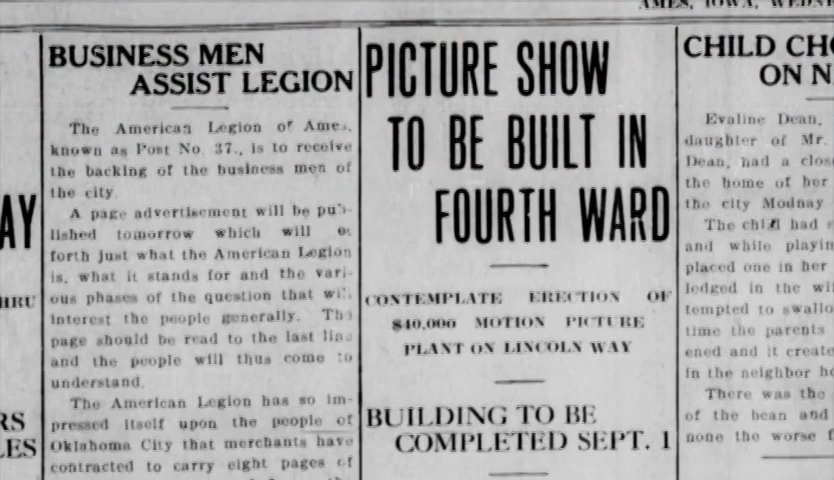 AMES, IOWA,
AY
HRU
RS
LES
BUSINESS MEN
ASSIST LEGION
The American Legion of Ames,
known as Post No. 37., is to receive
the backing of the business men of
the city.
A page advertisement will be pub-
lished tomorrow which will
forth just what the American Legion
is, what it stands for and the vari-
ous phases of the question that will
interest the people generally. The
page should be read to the last line
and the people will thus come to
understand.
The American Legion has so im-
pressed itself upon the people of
Oklahoma City that merchants have
contracted to carry eight pages of
PICTURE SHOW
TO BE BUILT IN
FOURTH WARD
CONTEMPLATE ERECTION OF
$40,000 MOTION PICTURE
PLANT ON LINCOLN WAY
BUILDING TO BE
COMPLETED SEPT. 1
CHILD CHO
ON N
Evaline Dean,
daughter of Mr.
Dean, had a clos
the home of her
the city Modnay
The child had
and while playin
placed one in her
lodged in the wi
tempted to swallo
time the parents
ened and it create
in the neighbor ho
There was the
of the bean and
none the worse f